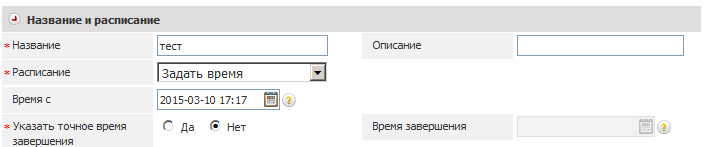 Название и расписание
* Название тест Описание
* Расписание Задать время
Время с 2015-03-10 17:17 ?
* Указать точное время завершения Да Нет Время завершения ?